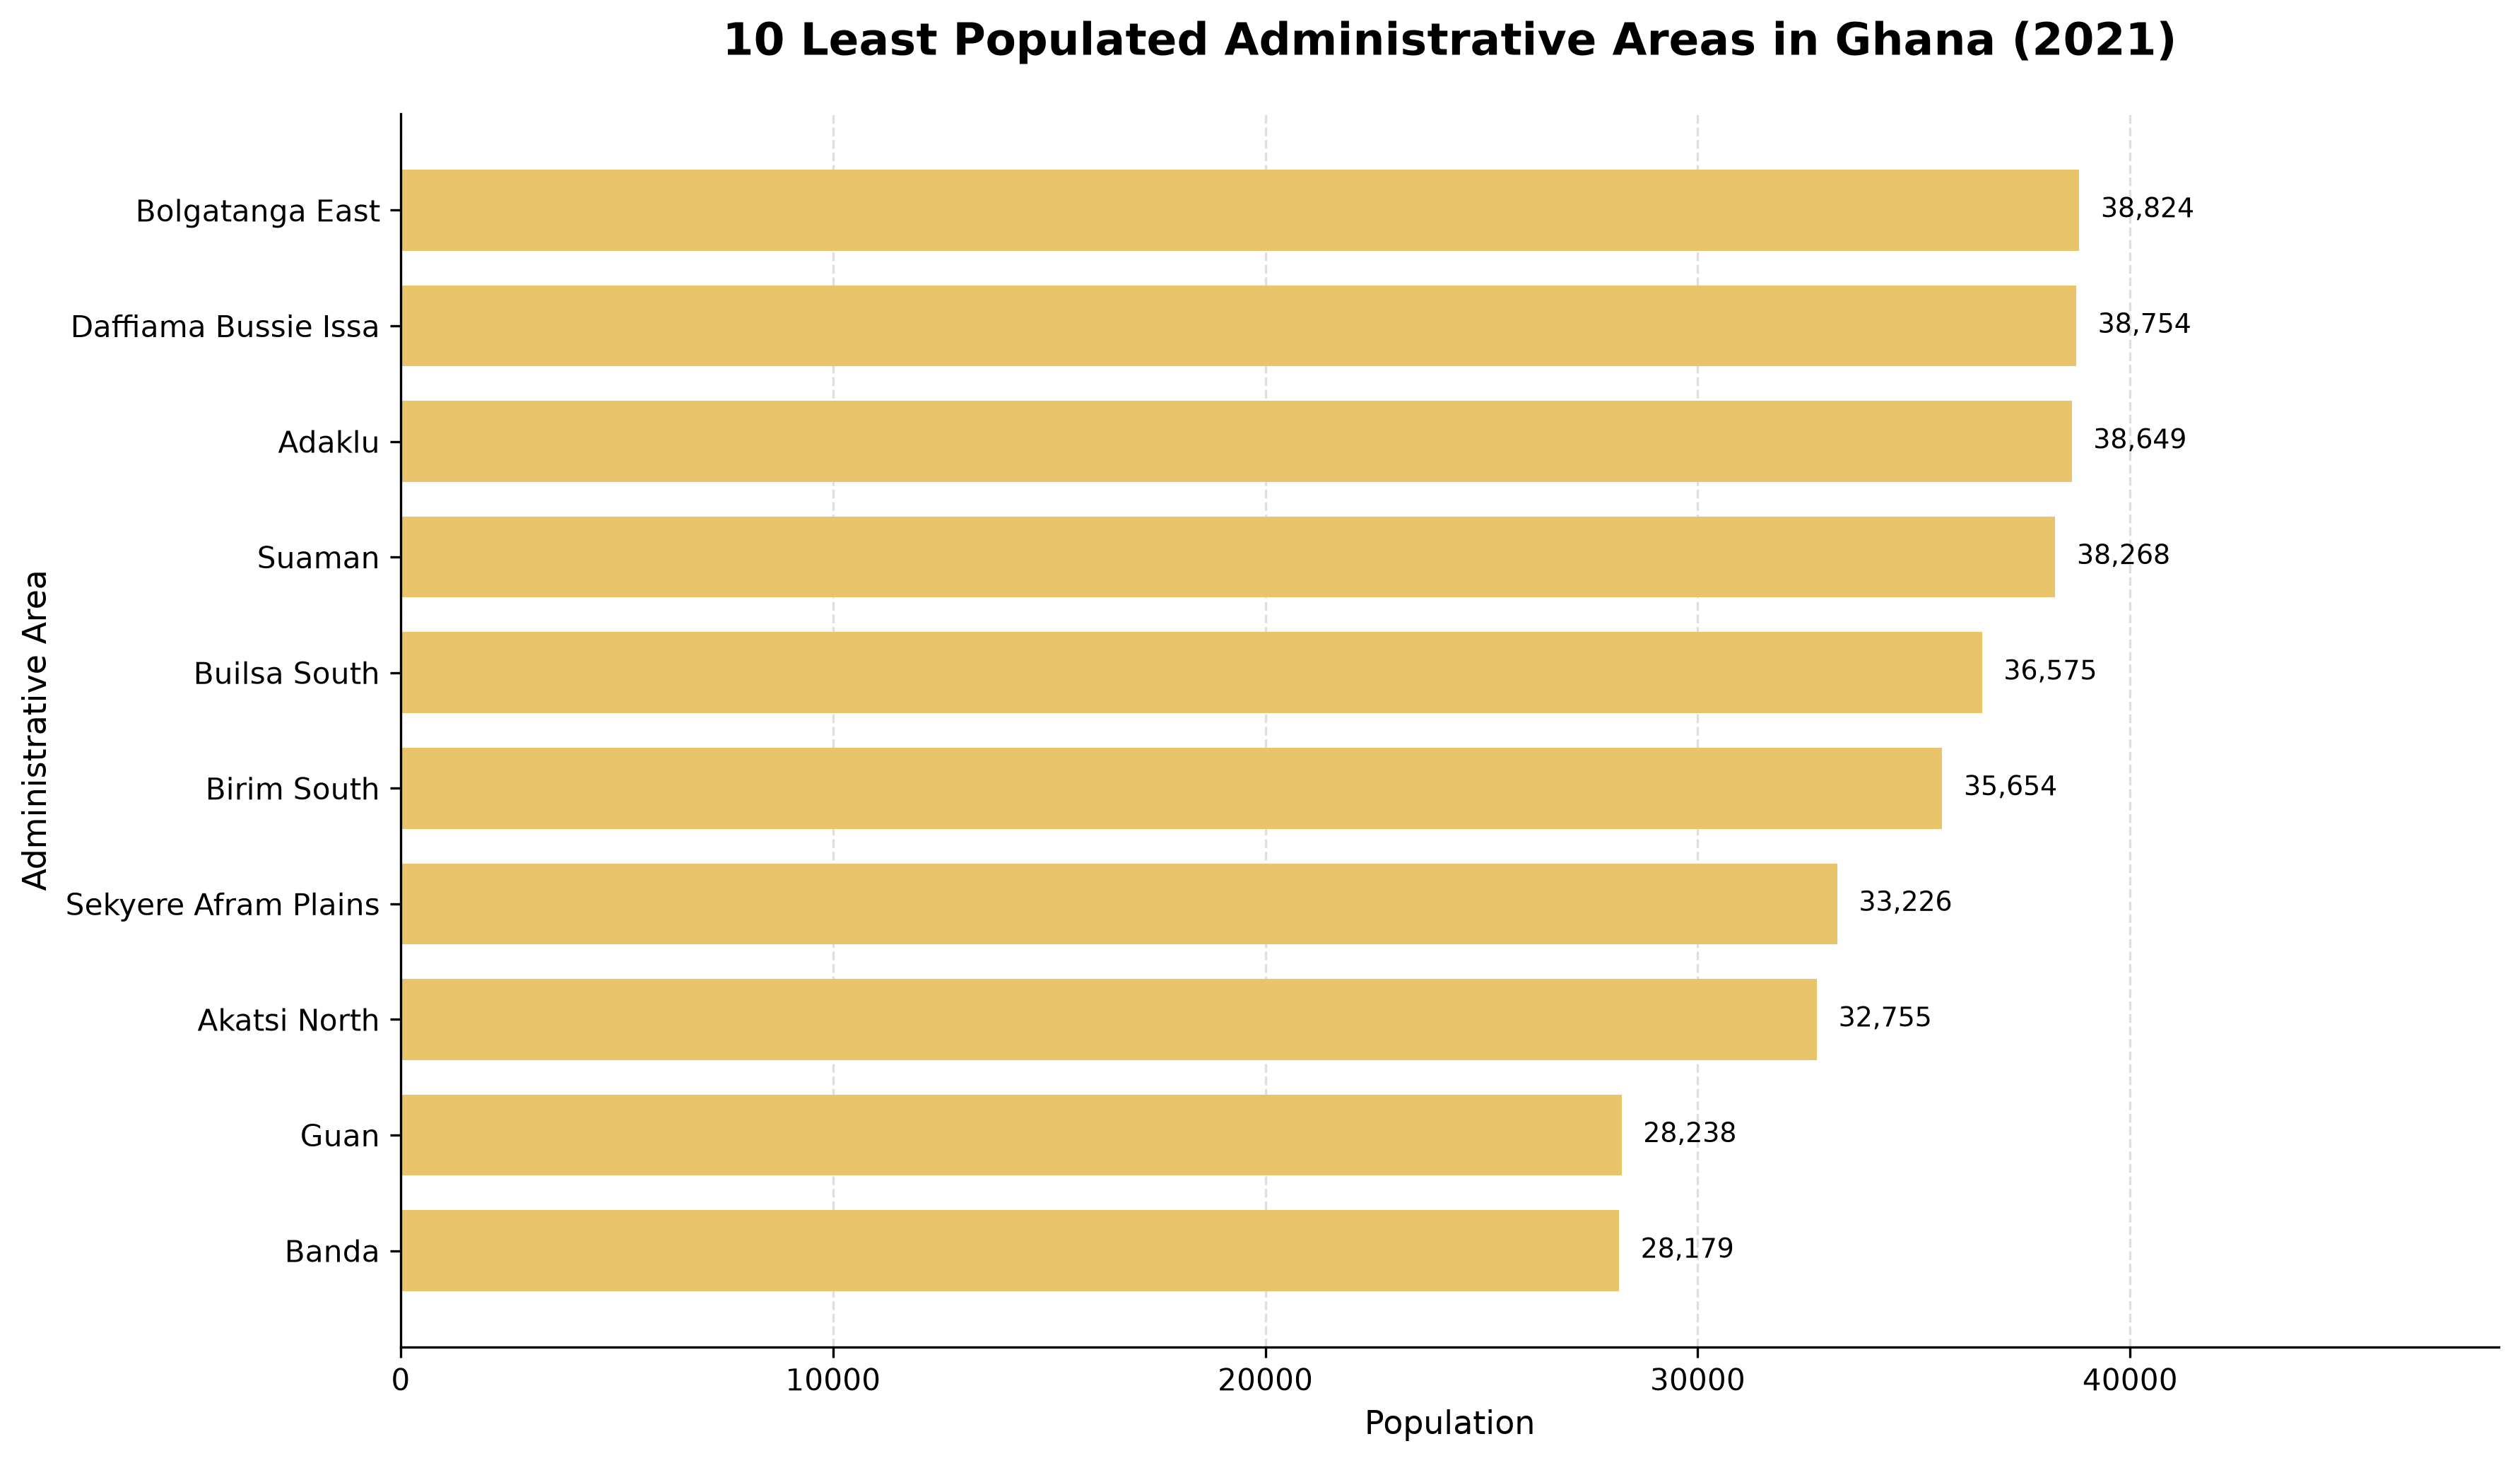 10 Least Populated Administrative Areas in Ghana (2021)
Administrative Area
Bolgatanga East 38,824
Daffiama Bussie Issa 38,754
Adaklu 38,649
Suaman 38,268
Builsa South 36,575
Birim South 35,654
Sekyere Afram Plains 33,226
Akatsi North 32,755
Guan 28,238
Banda 28,179
0 10000 20000 30000 40000
Population